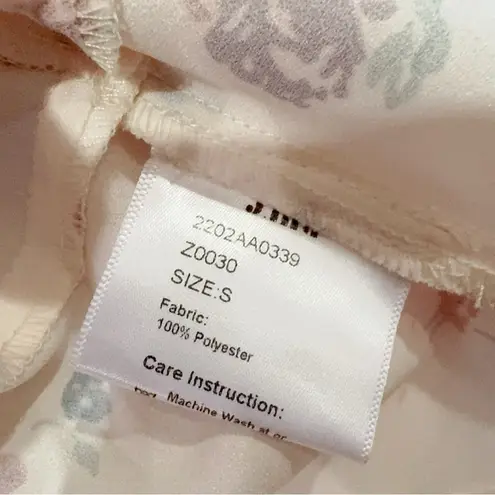 2202AA0339
Z0030
SIZE:S
Fabric:
100% Polyester
Care Instruction:
Machine Wash at